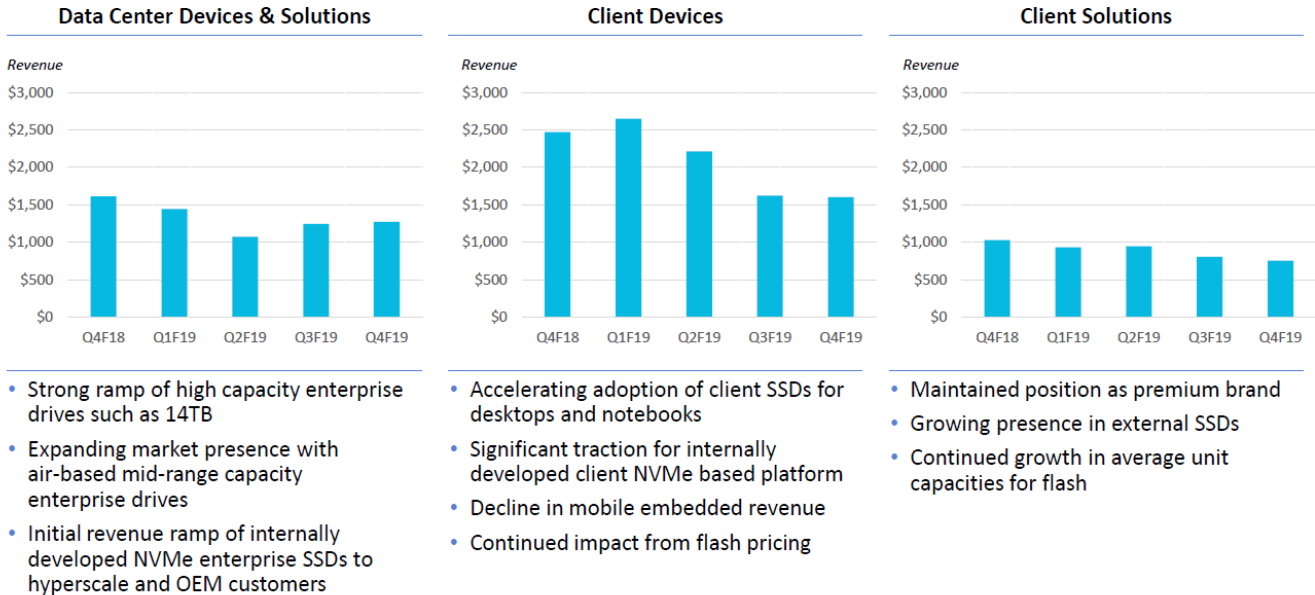 Data Center Devices & Solutions
Revenue
$3,000
$2,500
$2,000
$1,500
$1,000
$500
$0
Q4F18 Q1F19 Q2F19 Q3F19 Q4F19
• Strong ramp of high capacity enterprise
drives such as 14TB
• Expanding market presence with
air-based mid-range capacity
enterprise drives
• Initial revenue ramp of internally
developed NVMe enterprise SSDs to
hyperscale and OEM customers
Client Devices
Revenue
$3,000
$2,500
$2,000
$1,500
$1,000
$500
$0
Q4F18 Q1F19 Q2F19 Q3F19 Q4F19
• Accelerating adoption of client SSDs for
desktops and notebooks
• Significant traction for internally
developed client NVMe based platform
• Decline in mobile embedded revenue
• Continued impact from flash pricing
Client Solutions
Revenue
$3,000
$2,500
$2,000
$1,500
$1,000
$500
$0
Q4F18 Q1F19 Q2F19 Q3F19 Q4F19
• Maintained position as premium brand
• Growing presence in external SSDs
• Continued growth in average unit
capacities for flash